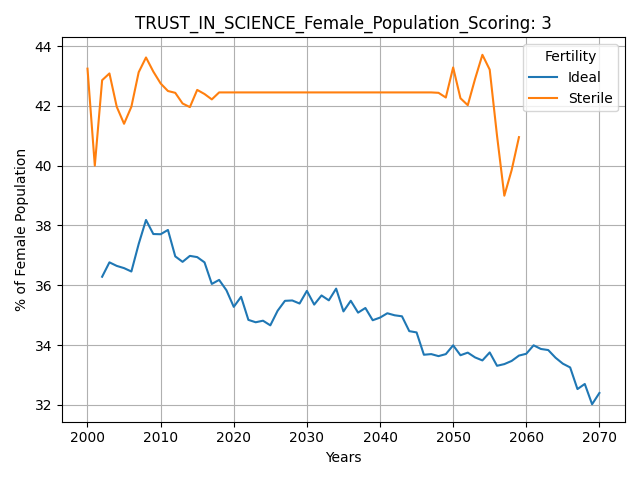 TRUST_IN_SCIENCE_Female_Population_Scoring: 3
44
42
40
38
36
34
32
% of Female Population
Fertility
Ideal
Sterile
2000 2010 2020 2030 2040 2050 2060 2070
Years